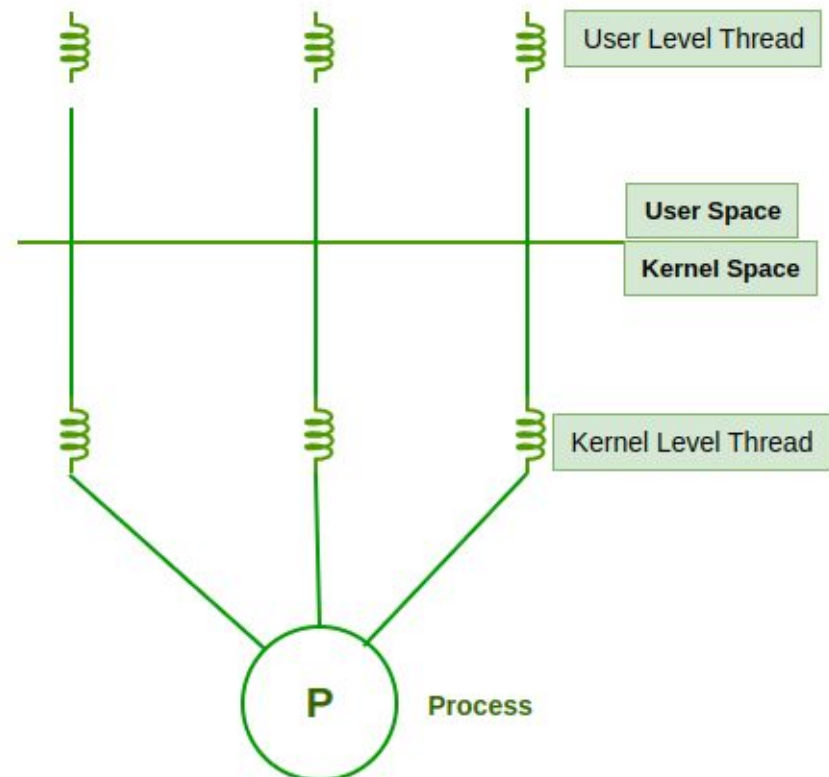 User Level Thread
User Space
Kernel Space
Kernel Level Thread
P
Process